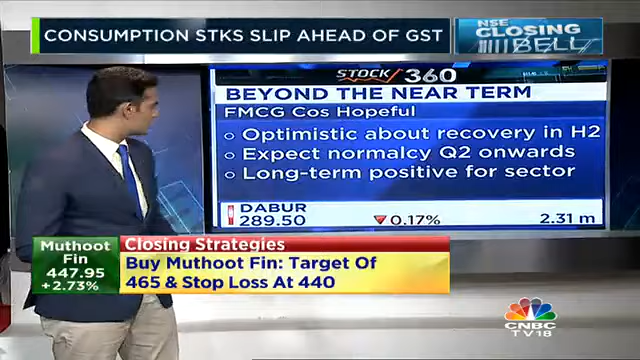 CONSUMPTION STKS SLIP AHEAD OF GST
NSE CLOSING
BELL
STOCK 360
BEYOND THE NEAR TERM
FMCG Cos Hopeful
Optimistic about recovery in H2
Expect normalcy Q2 onwards
Long-term positive for sector
DABUR
289.50 0.17% 2.31 m
Muthoot
Fin
447.95
+2.73%
Closing Strategies
Buy Muthoot Fin: Target Of
465 & Stop Loss At 440
CNBC
TV18